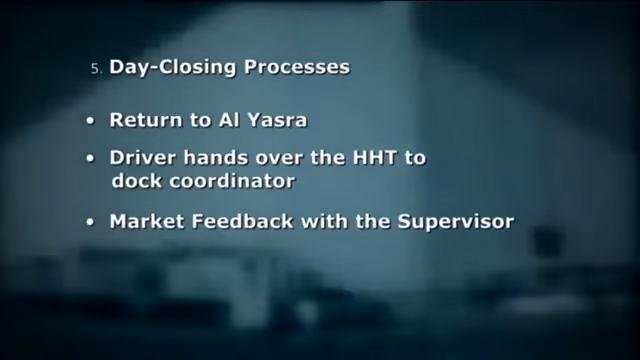 5. Day-Closing Processes
• Return to Al Yasra
• Driver hands over the HHT to
dock coordinator
• Market Feedback with the Supervisor